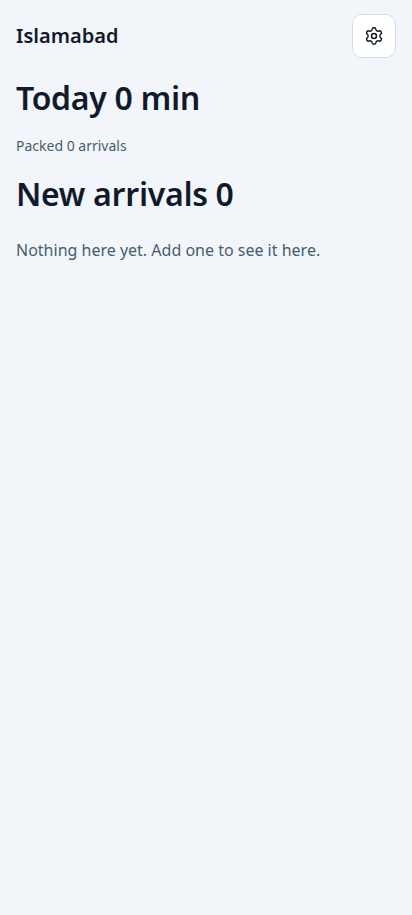 Islamabad
Today 0 min
Packed 0 arrivals
New arrivals 0
Nothing here yet. Add one to see it here.